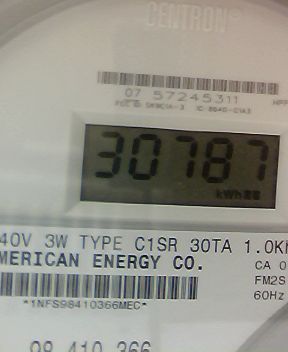 CENTRON®
07 57245311
30787
kWh
40V 3W TYPE C1SR 30TA 1.0K
MERICAN ENERGY CO.
CA 0
FM2S
60Hz
*1NFS98410366MEC*
98 410 366